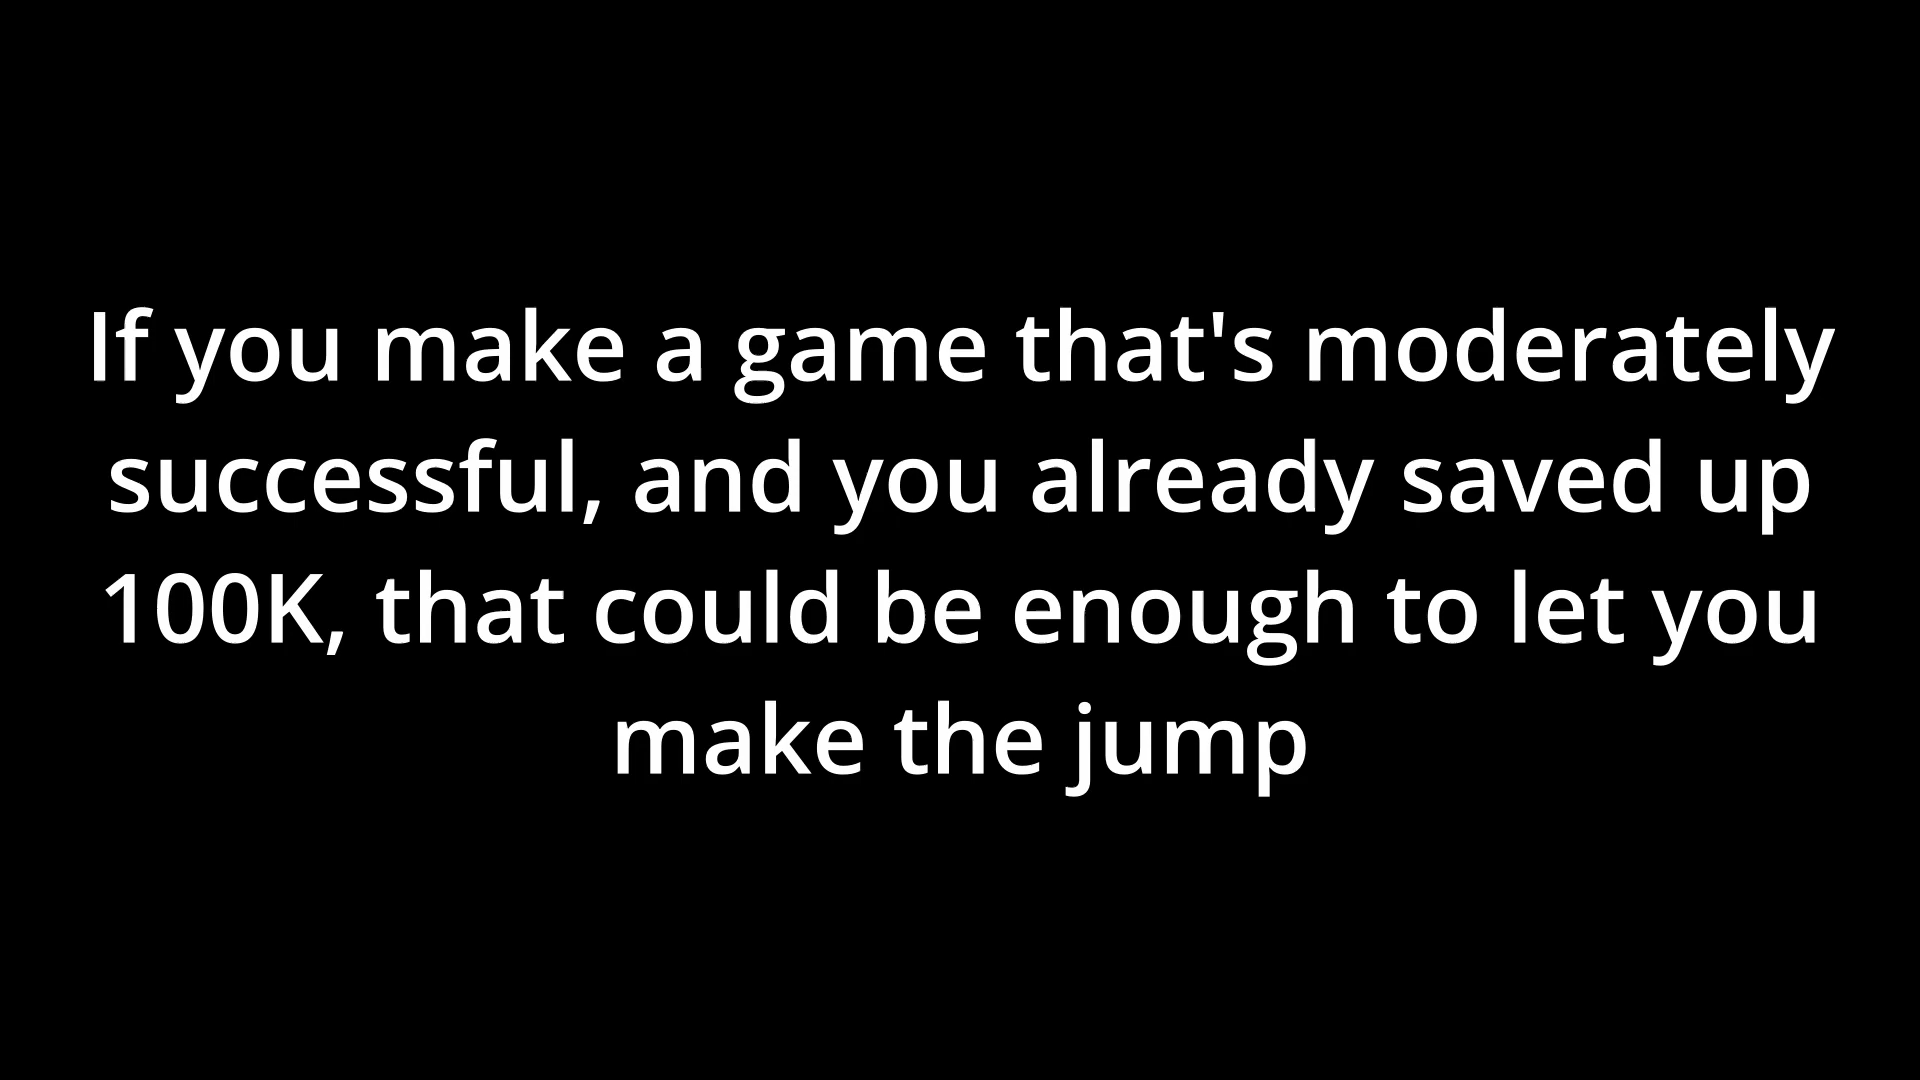 If you make a game that's moderately
successful, and you already saved up
100K, that could be enough to let you
make the jump